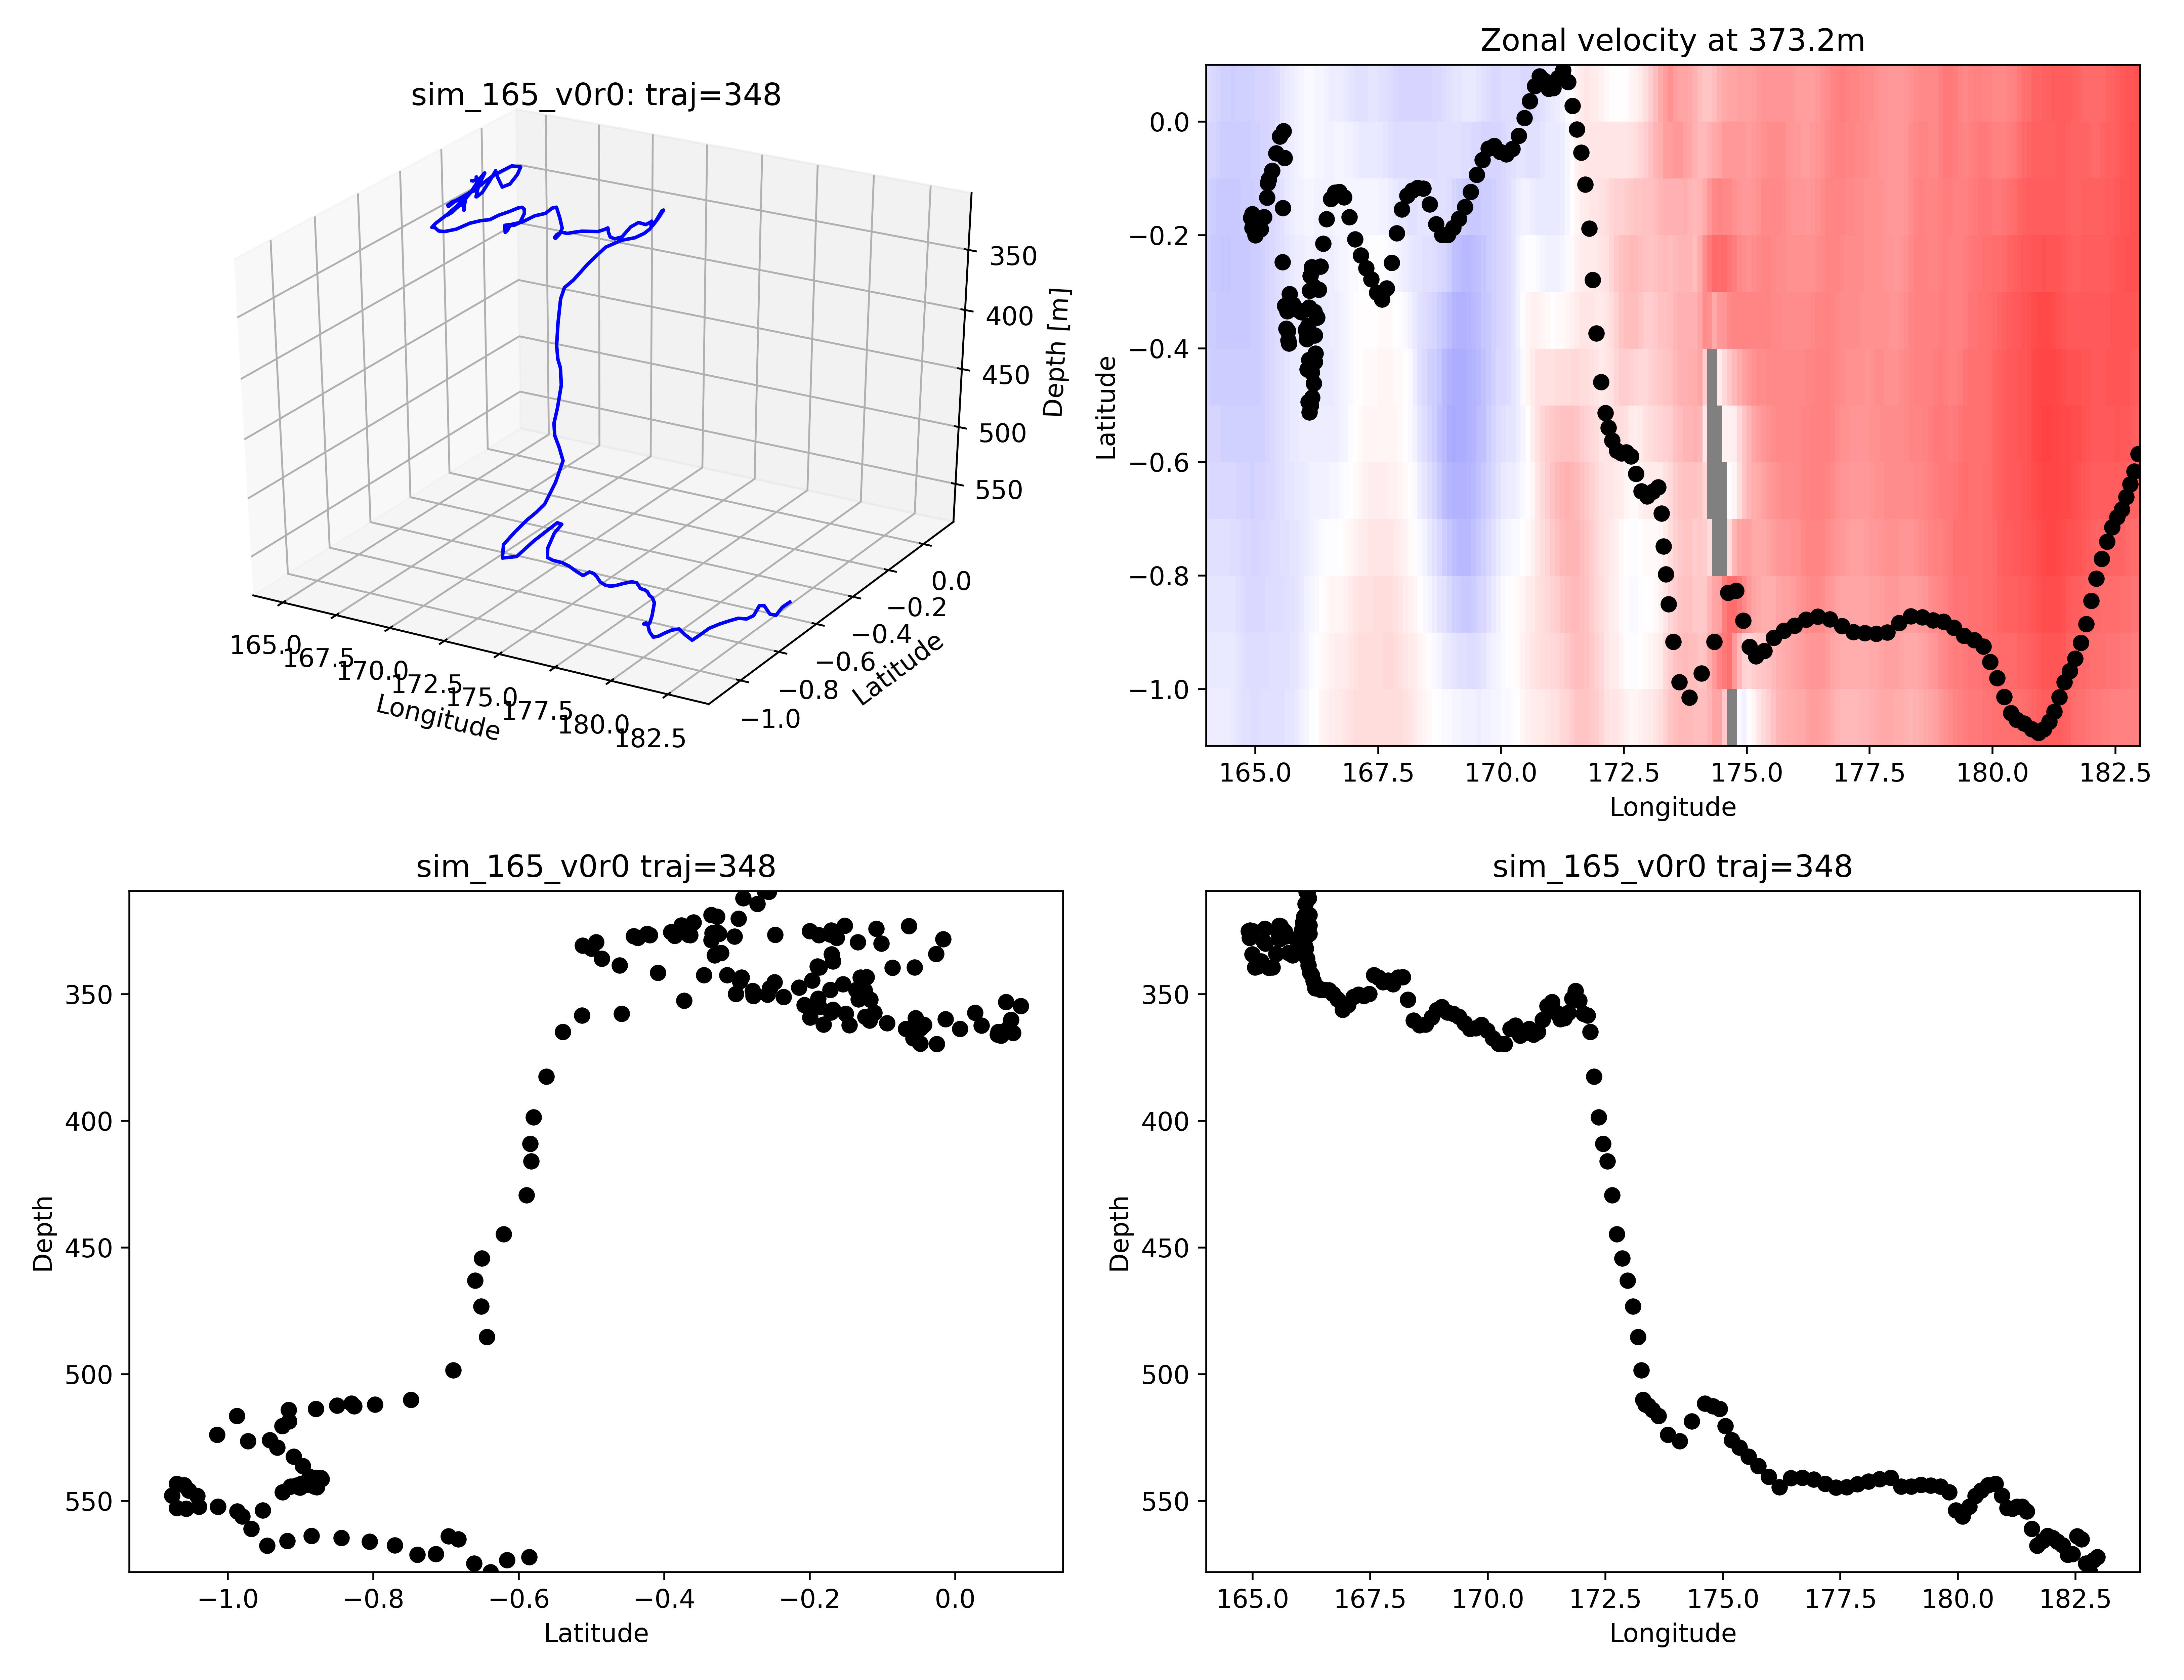 sim_165_v0r0: traj=348
350
400
450
500
550
Depth [m]
0.0
−0.2
−0.4
−0.6
−0.8
−1.0
Latitude
165.0
167.5
170.0
172.5
175.0
177.5
180.0
182.5
Longitude
Zonal velocity at 373.2m
0.0
−0.2
−0.4
−0.6
−0.8
−1.0
Latitude
165.0 167.5 170.0 172.5 175.0 177.5 180.0 182.5
Longitude
sim_165_v0r0 traj=348
350
400
450
500
550
Depth
−1.0 −0.8 −0.6 −0.4 −0.2 0.0
Latitude
sim_165_v0r0 traj=348
350
400
450
500
550
Depth
165.0 167.5 170.0 172.5 175.0 177.5 180.0 182.5
Longitude